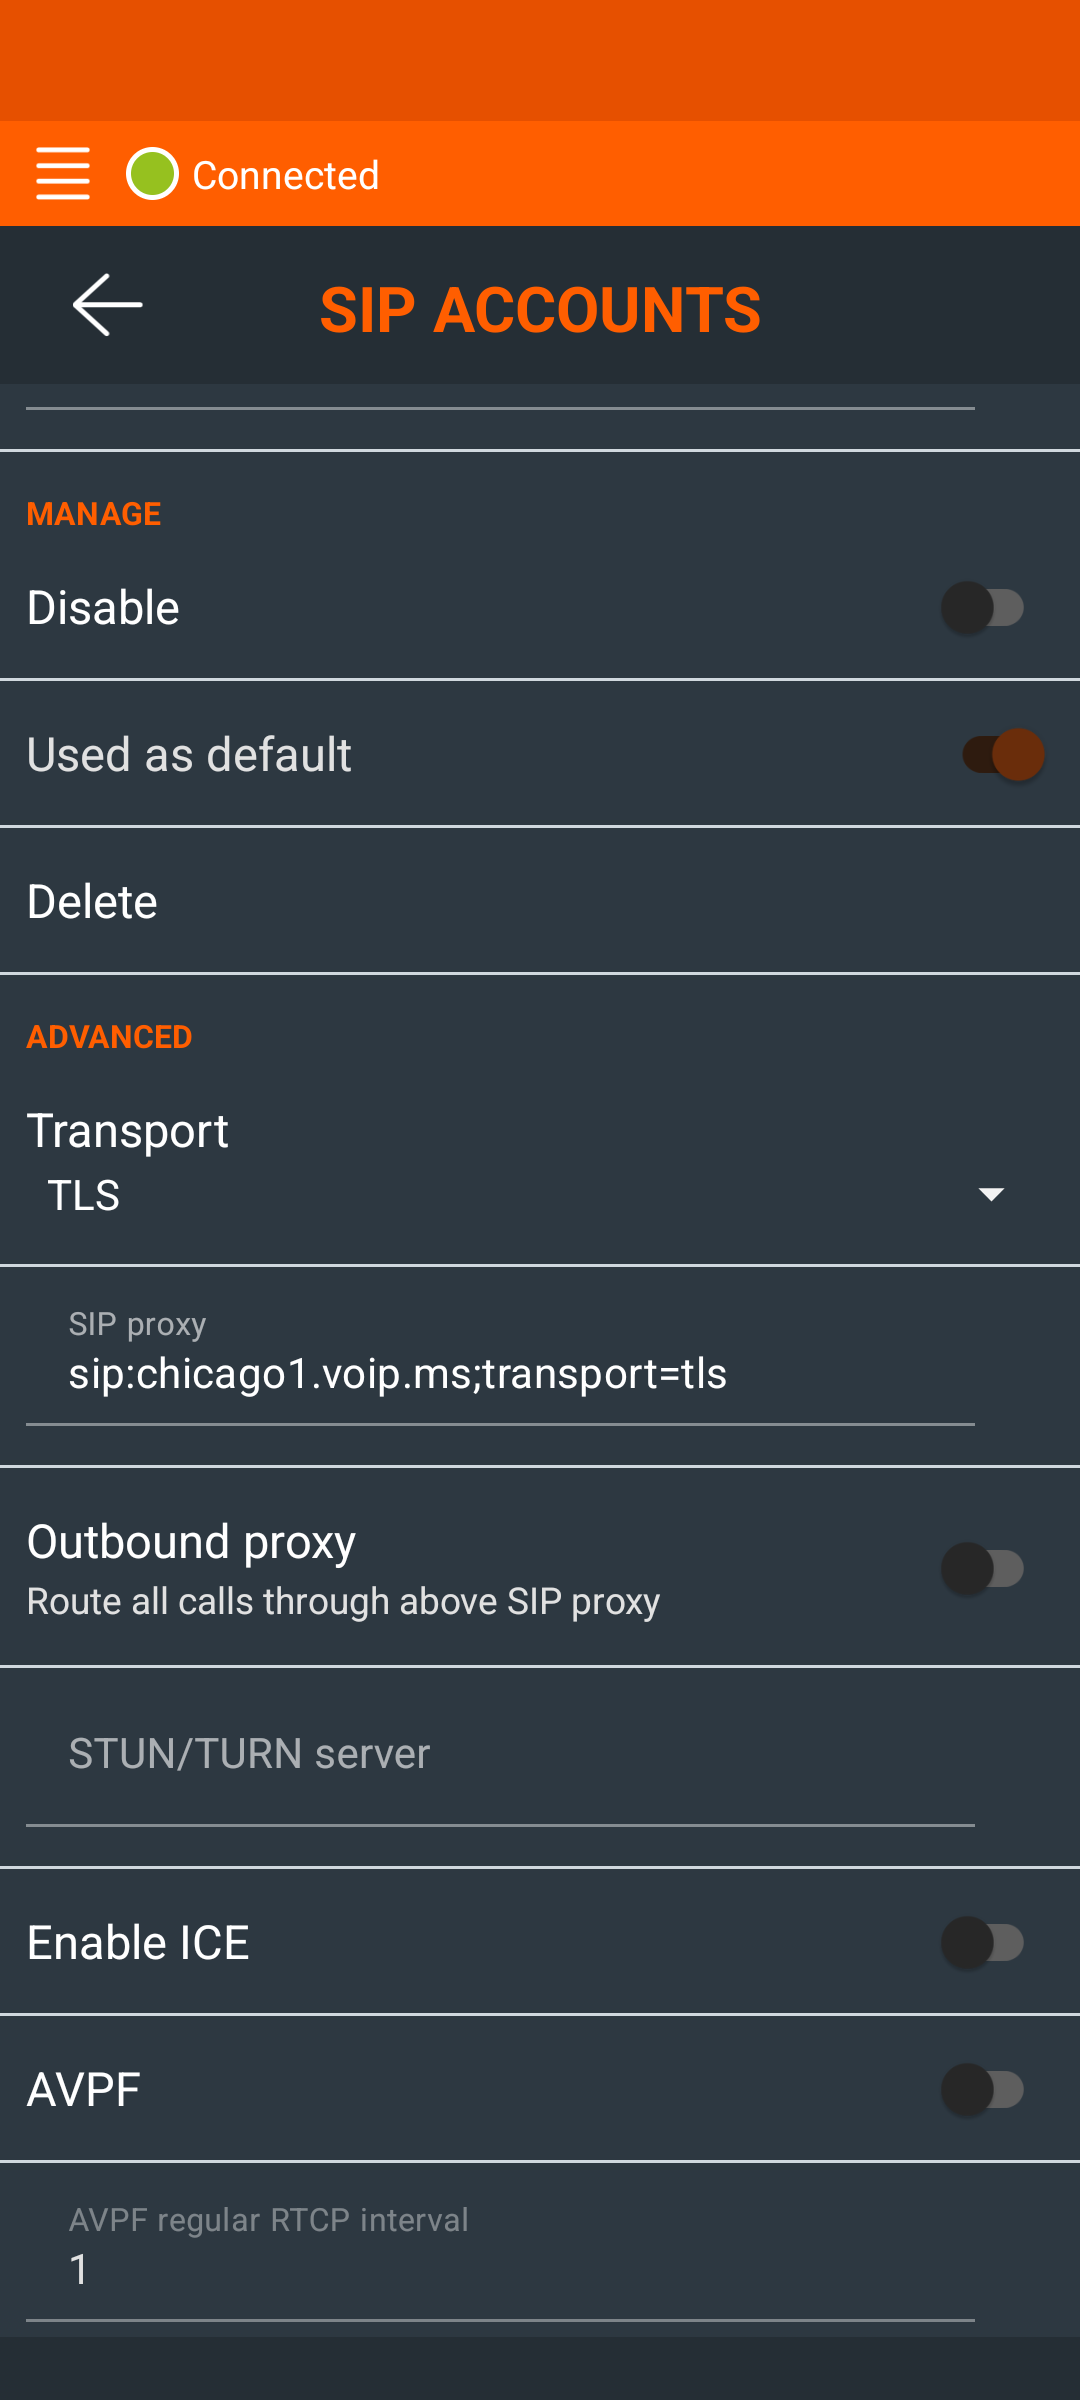 Connected
SIP ACCOUNTS
MANAGE
Disable
Used as default
Delete
ADVANCED
Transport
TLS
SIP proxy
sip:chicago1.voip.ms;transport=tls
Outbound proxy
Route all calls through above SIP proxy
STUN/TURN server
Enable ICE
AVPF
AVPF regular RTCP interval
1